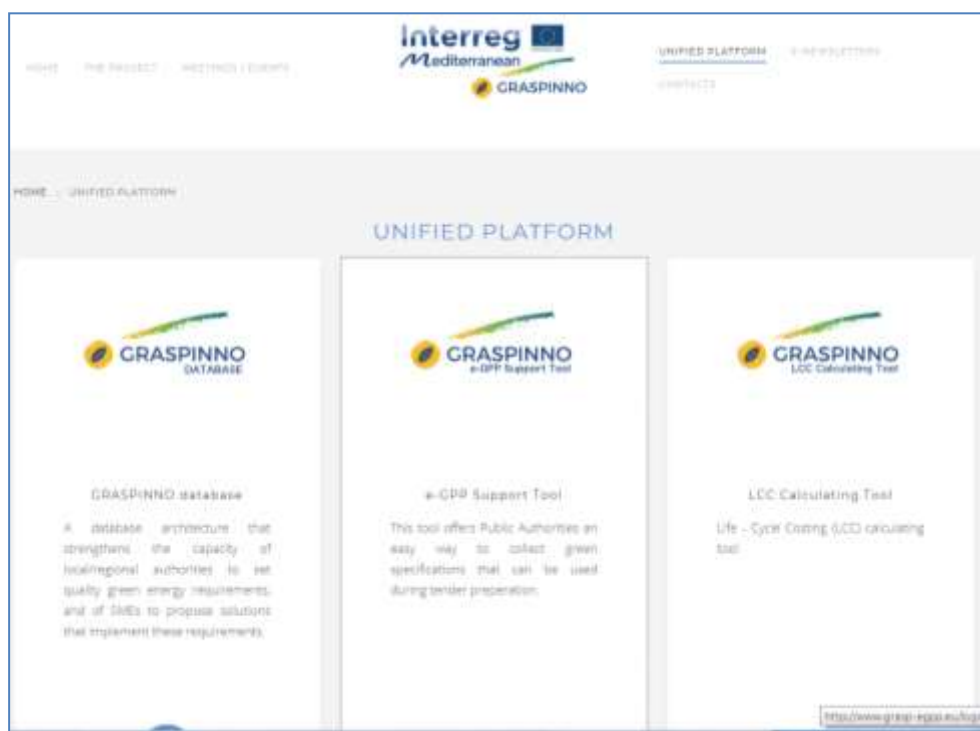 Interreg
Mediterranean
GRASPINNO
HOME THE PROJECT MEETINGS / EVENTS
UNIFIED PLATFORM E-NEWSLETTERS
CONTACTS
HOME UNIFIED PLATFORM
UNIFIED PLATFORM
GRASPINNO
DATABASE
GRASPINNO database
A database architecture that
strengthens the capacity of
local/regional authorities to set
quality green energy requirements,
and of SMEs to propose solutions
that implement these requirements.
GRASPINNO
e-GPP Support Tool
e-GPP Support Tool
This tool offers Public Authorities an
easy way to collect green
specifications that can be used
during tender preparation.
GRASPINNO
LCC Calculating Tool
LCC Calculating Tool
Life – Cycel Costing (LCC) calculating
tool